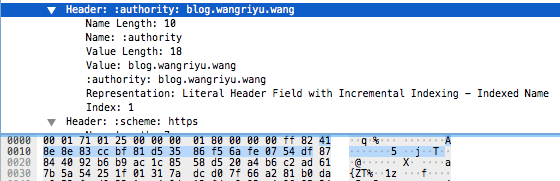 Header: :authority: blog.wangriyu.wang
Name Length: 10
Name: :authority
Value Length: 18
Value: blog.wangriyu.wang
:authority: blog.wangriyu.wang
Representation: Literal Header Field with Incremental Indexing - Indexed Name
Index: 1
Header: :scheme: https
0000 00 01 71 01 25 00 00 00 01 80 00 00 00 ff 82 41 ··q·%··· ·······A
0010 8e 8e 83 cc bf 81 d5 35 86 f5 6a fe 07 54 df 87 ·······5 ··j··T··
0020 84 40 92 b6 b9 ac 1c 85 58 d5 20 a4 b6 c2 ad 61 ·@······ X· ····a
0030 7b 5a 54 25 1f 01 31 7a dc d0 7f 66 a2 81 b0 da {ZT%··1z ···f····